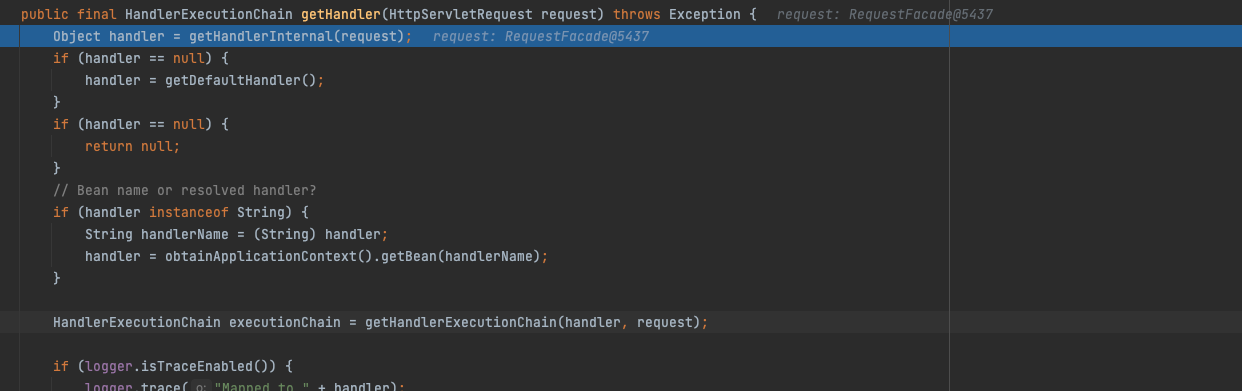 public final HandlerExecutionChain getHandler(HttpServletRequest request) throws Exception {   request: RequestFacade@5437
    Object handler = getHandlerInternal(request);   request: RequestFacade@5437
    if (handler == null) {
        handler = getDefaultHandler();
    }
    if (handler == null) {
        return null;
    }
    // Bean name or resolved handler?
    if (handler instanceof String) {
        String handlerName = (String) handler;
        handler = obtainApplicationContext().getBean(handlerName);
    }
    HandlerExecutionChain executionChain = getHandlerExecutionChain(handler, request);
    if (logger.isTraceEnabled()) {
        logger.trace( o: "Mapped to " + handler);